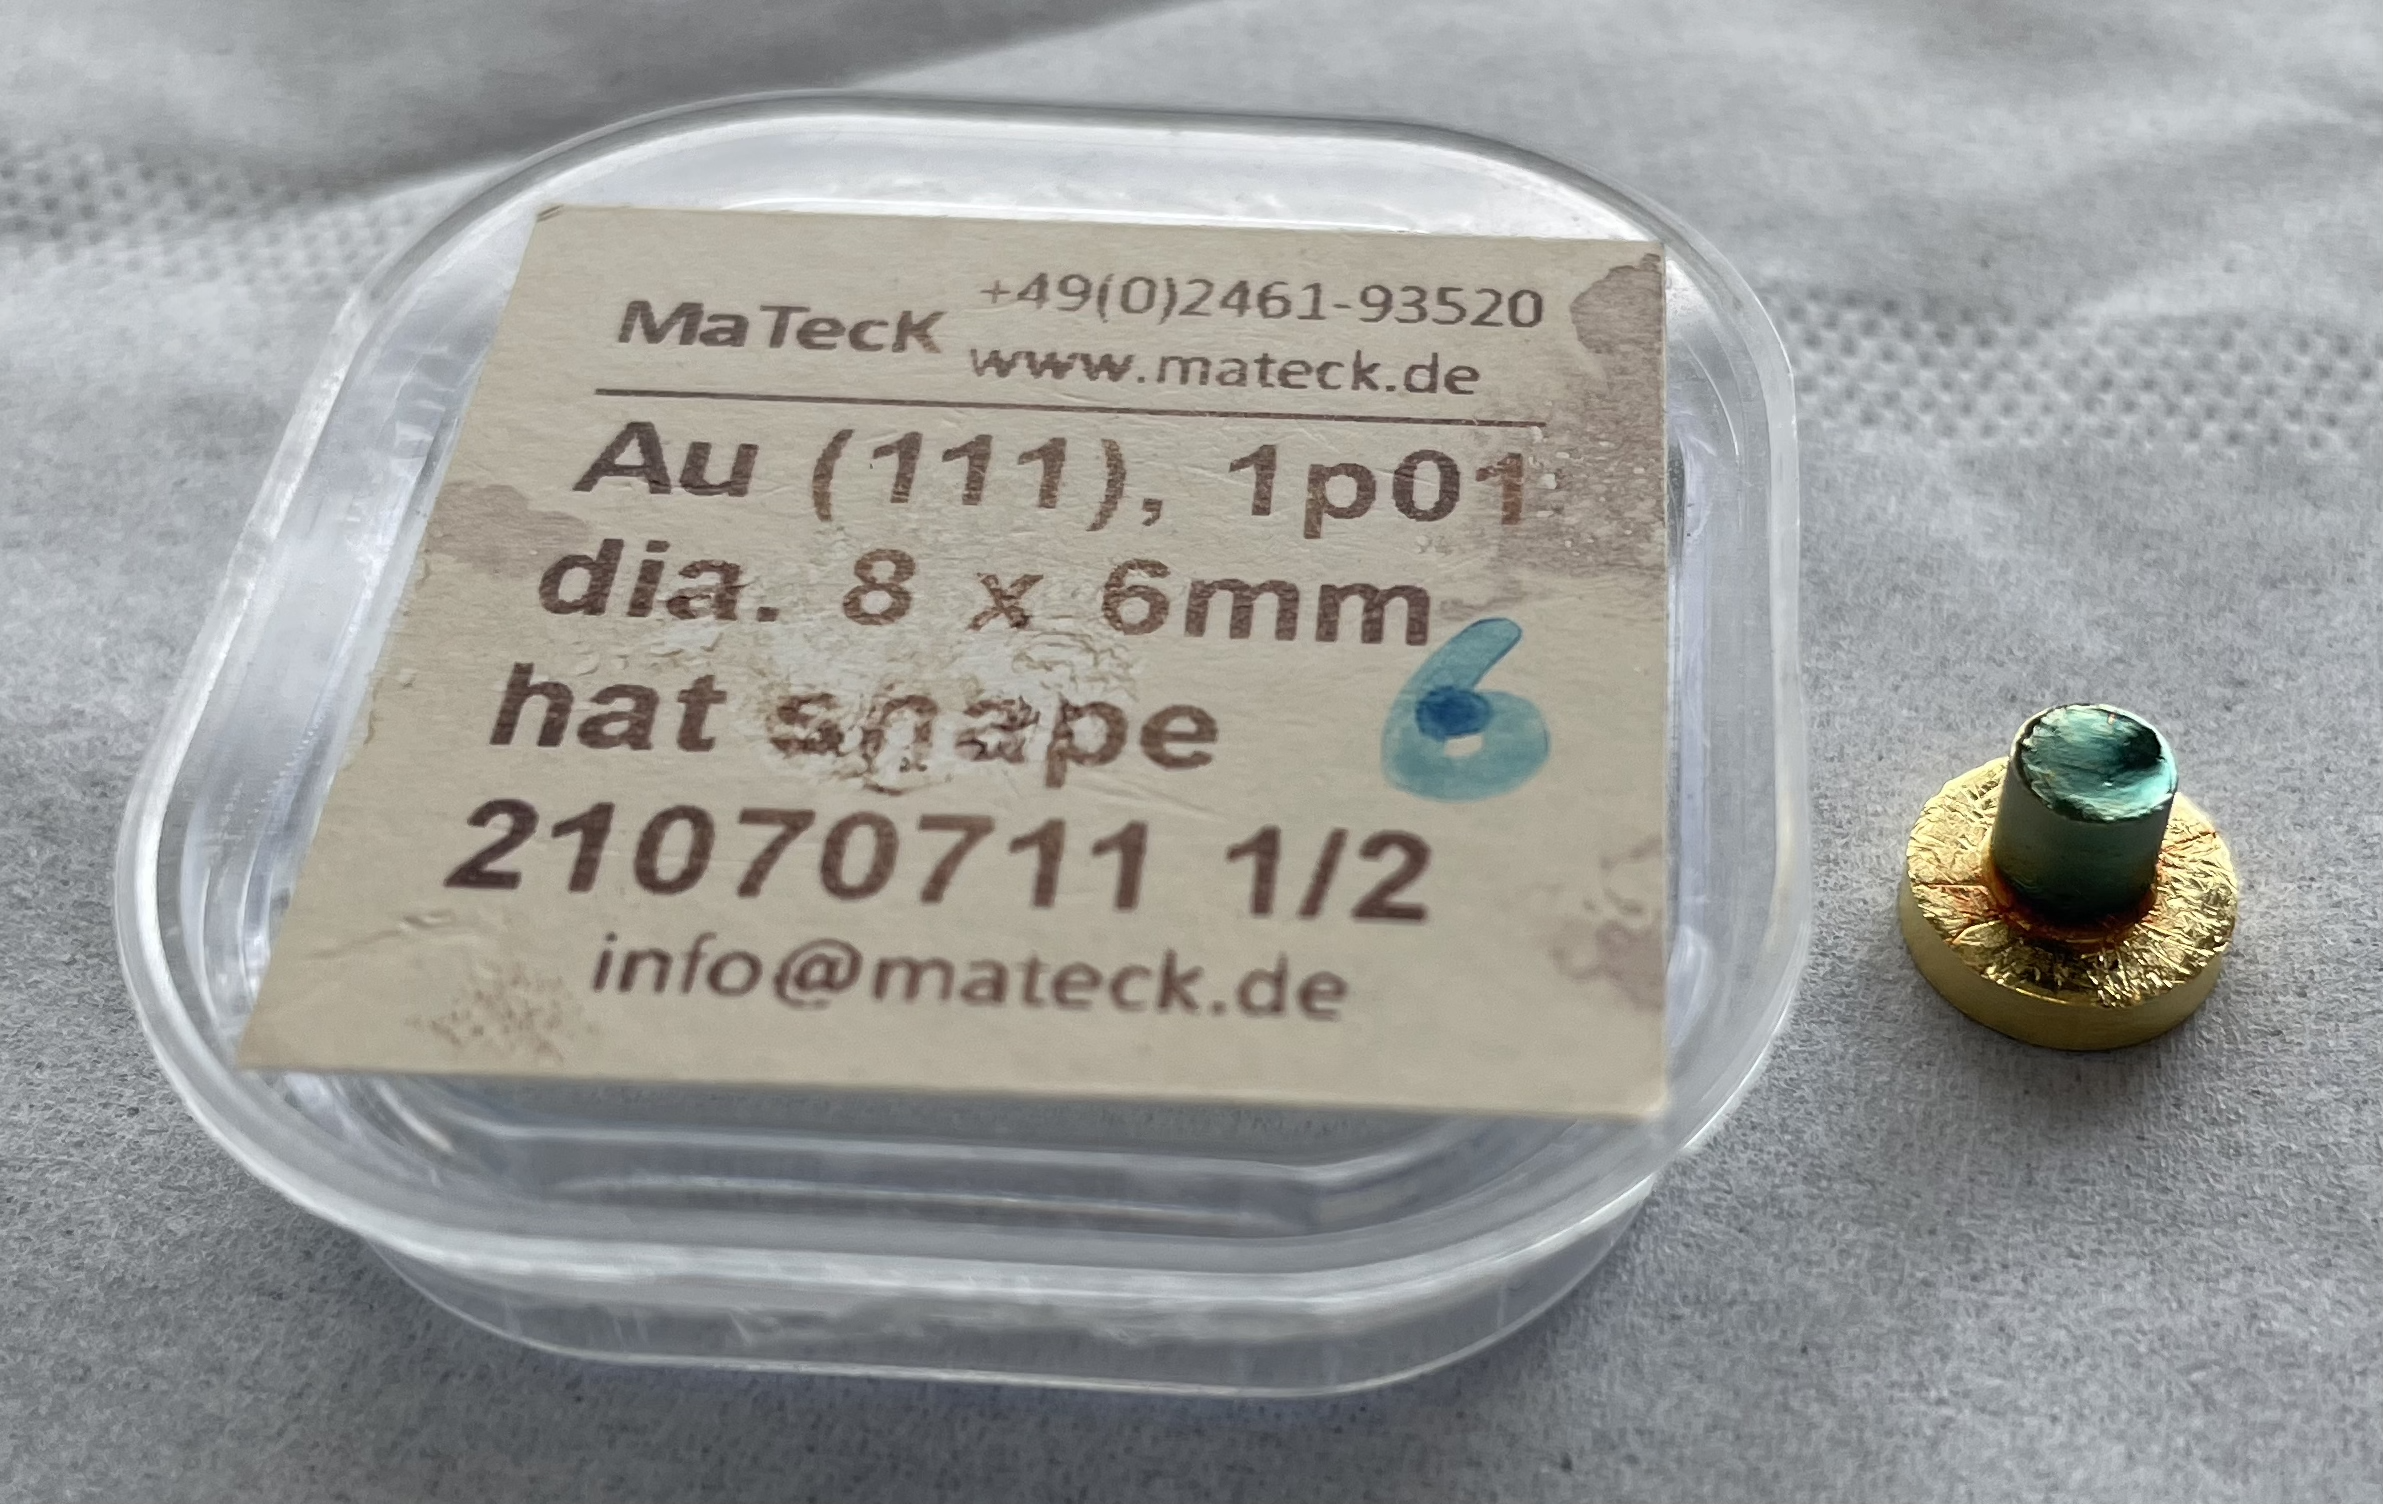 MaTecK +49(0)2461-93520
www.mateck.de
Au (111), 1p01
dia. 8 x 6mm
hat shape 6
21070711 1/2
info@mateck.de